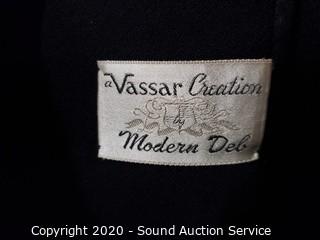 a Vassar Creation
by
Modern Deb
Copyright 2020 - Sound Auction Service